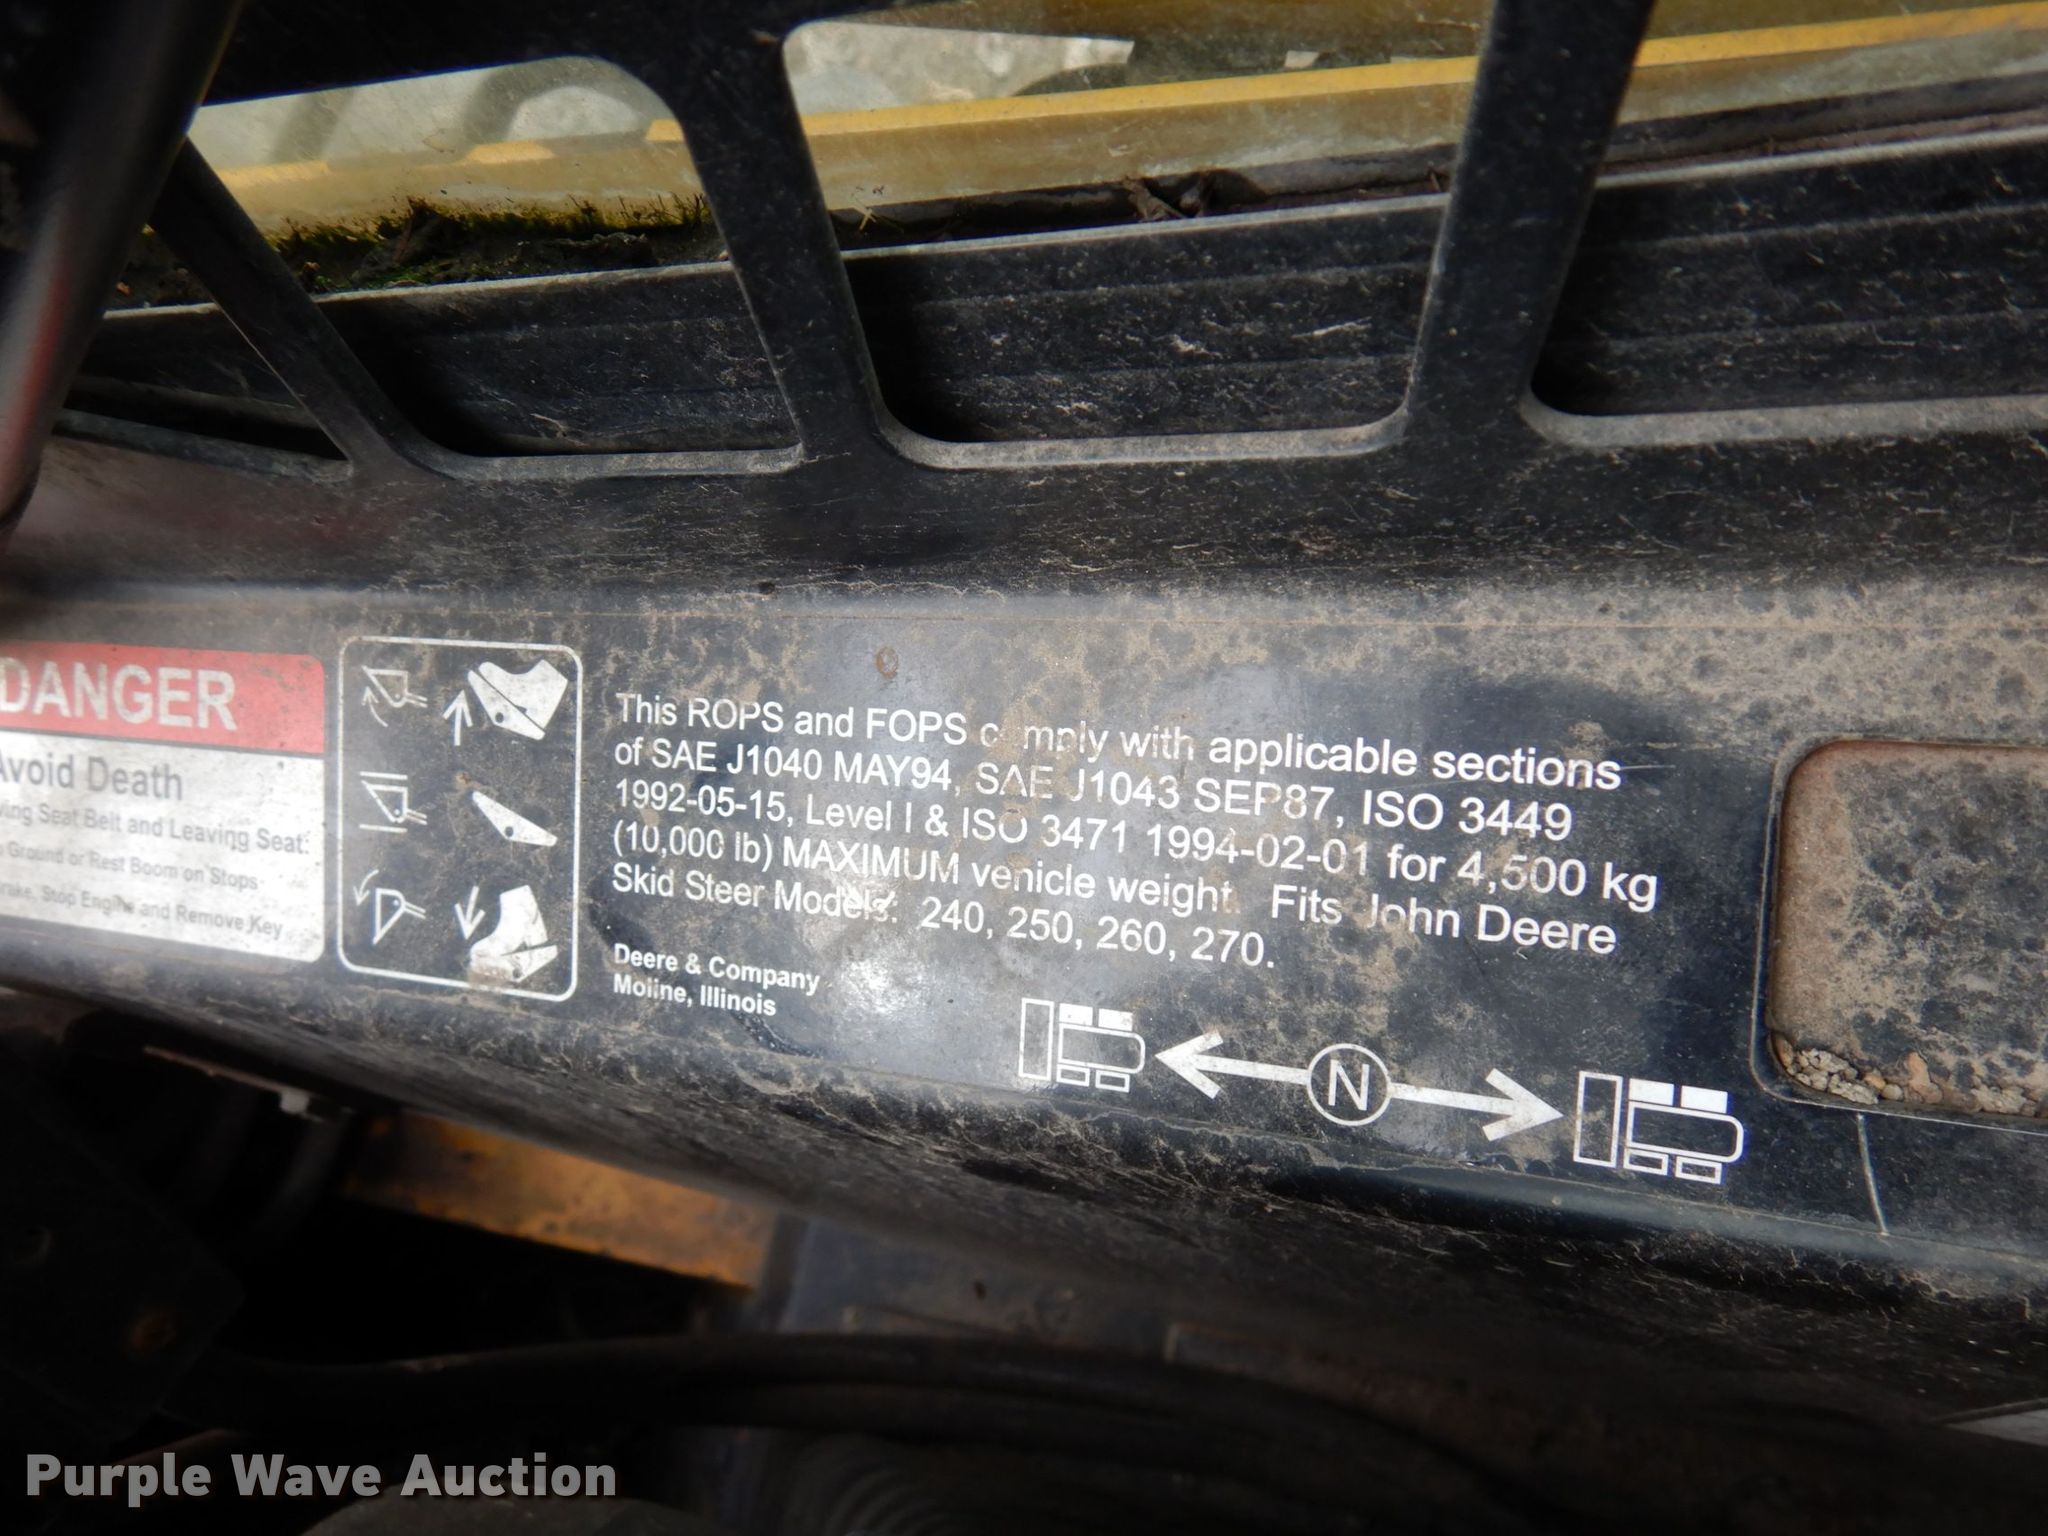 DANGER
Avoid Death
ving Seat Belt and Leaving Seat:
Ground or Rest Boom on Stops
rake, Stop Engine and Remove Key
This ROPS and FOPS comply with applicable sections
of SAE J1040 MAY94, SAE J1043 SEP87, ISO 3449
1992-05-15, Level I & ISO 3471 1994-02-01 for 4,500 kg
(10,000 lb) MAXIMUM vehicle weight. Fits John Deere
Skid Steer Models: 240, 250, 260, 270.
Deere & Company
Moline, Illinois
N
Purple Wave Auction